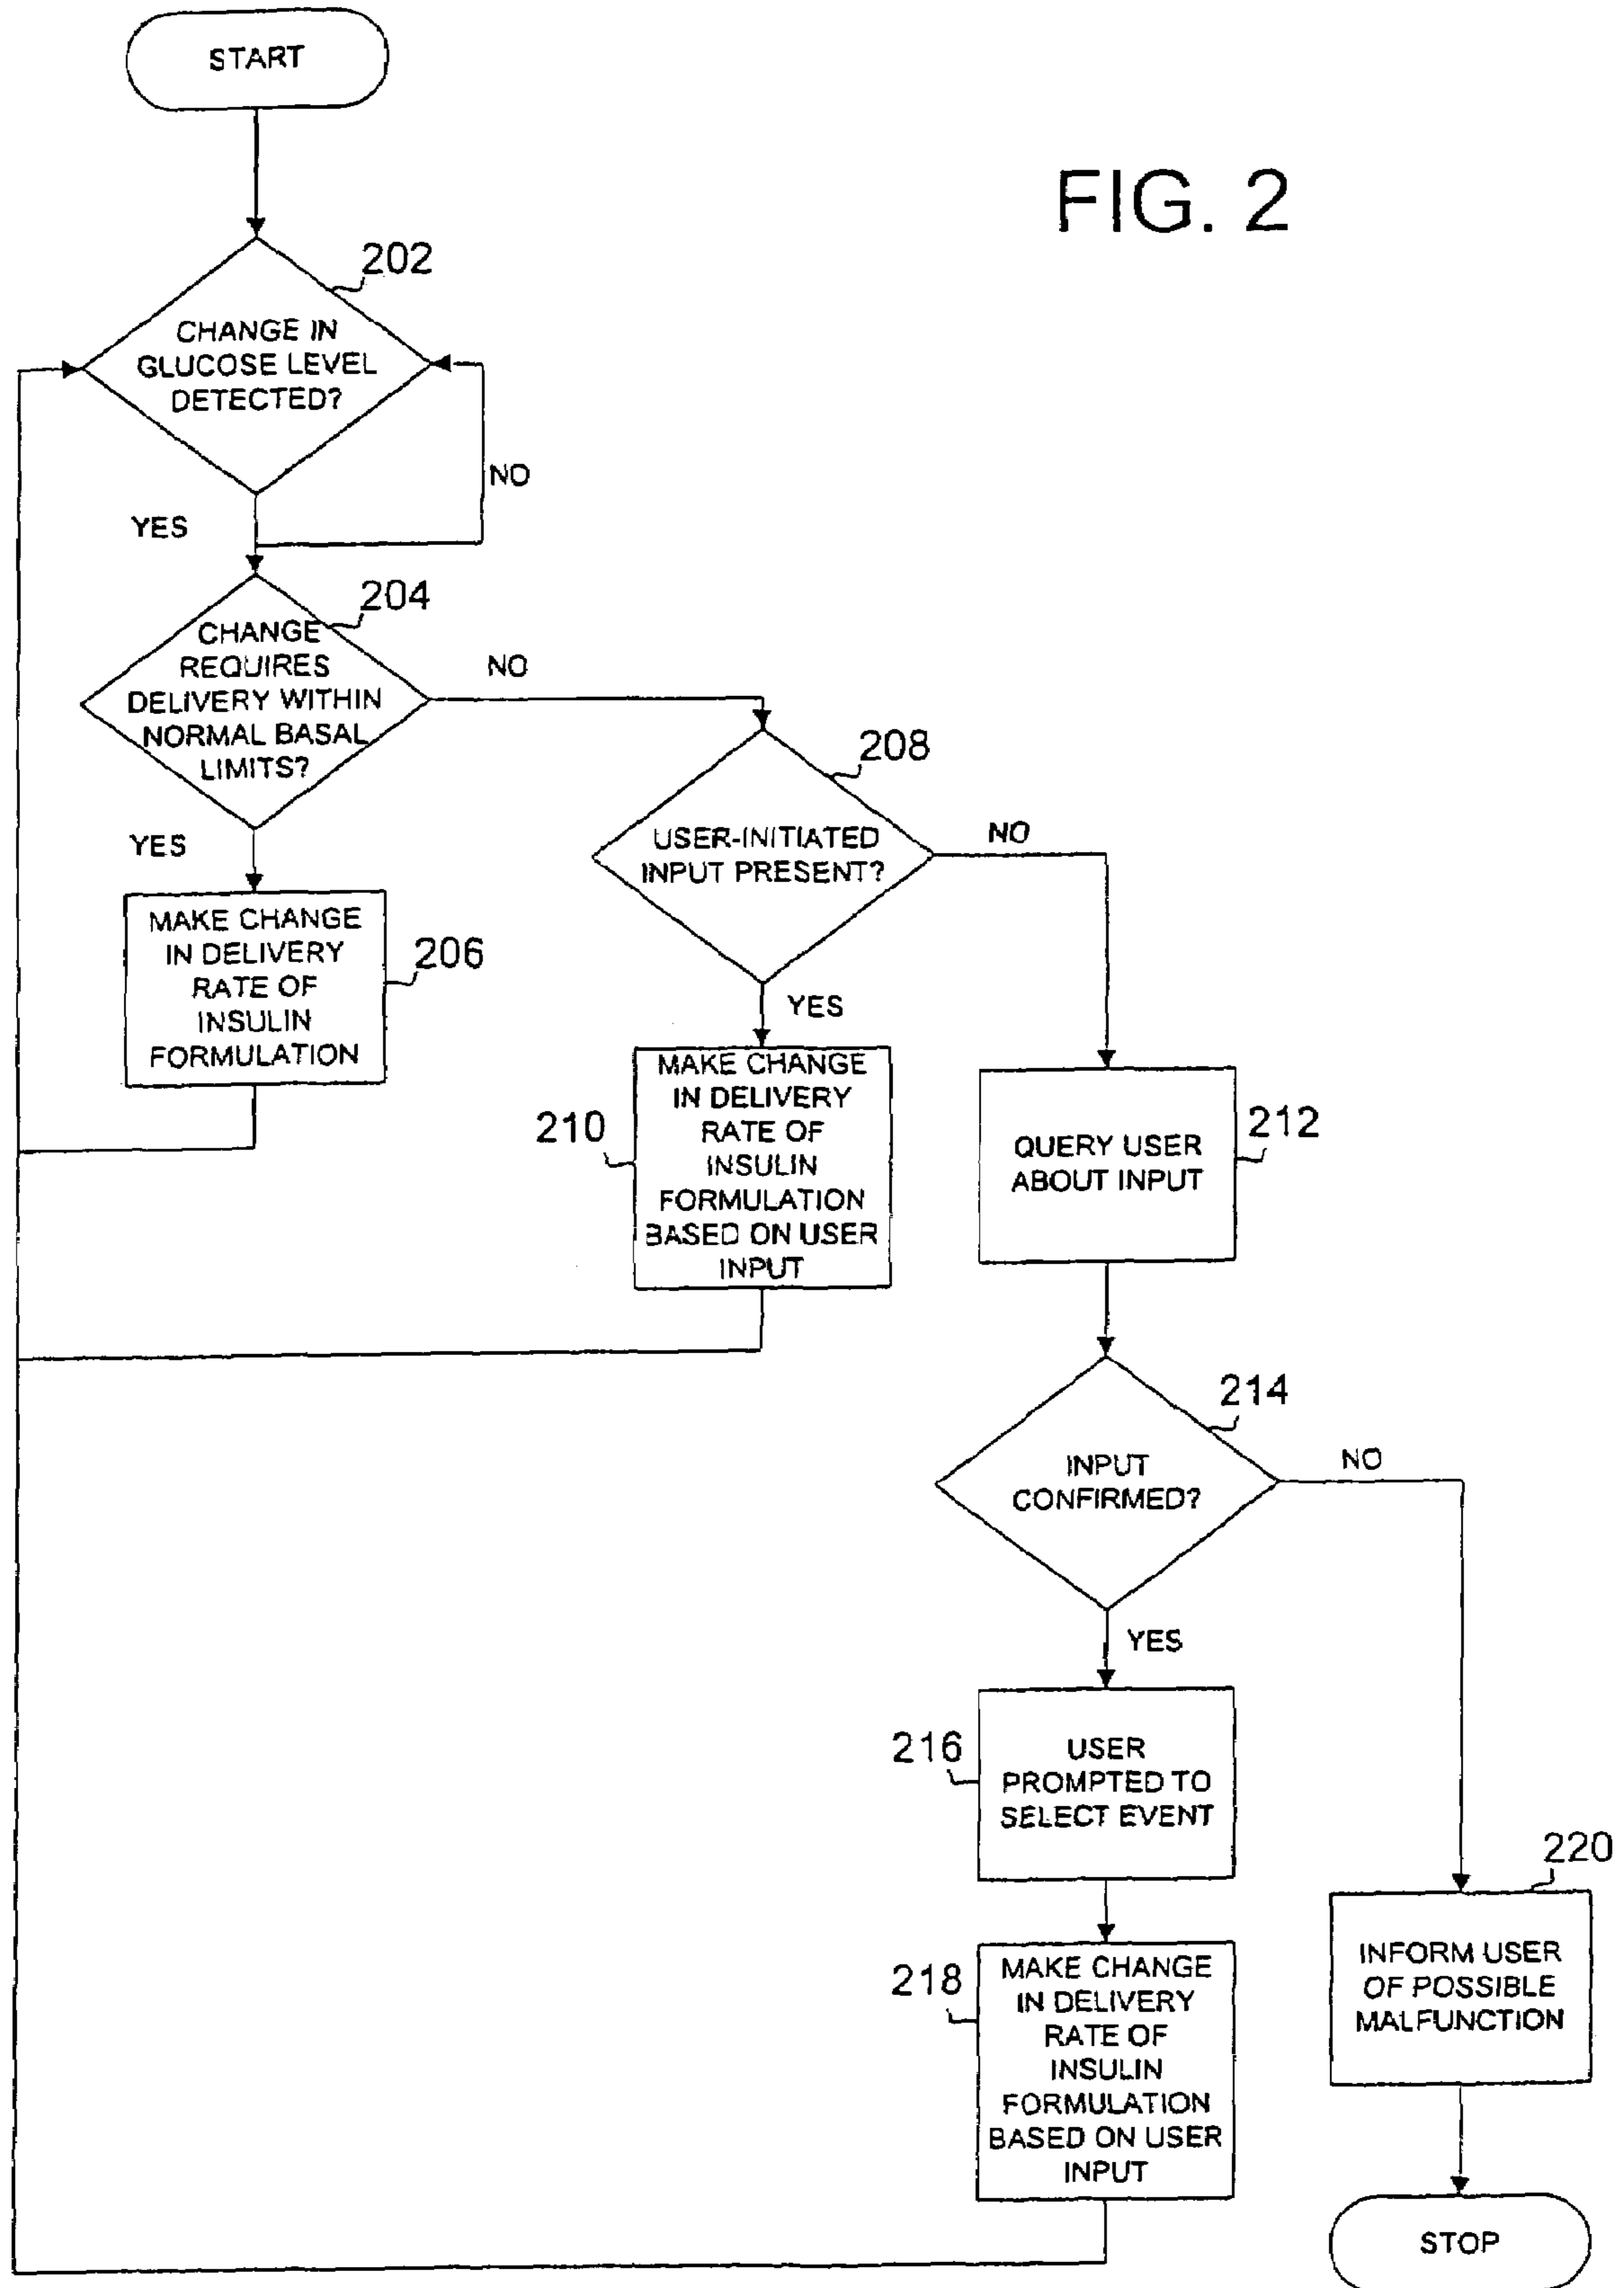 START
FIG. 2
202
CHANGE IN
GLUCOSE LEVEL
DETECTED?
NO
YES
204
CHANGE
REQUIRES
DELIVERY WITHIN
NORMAL BASAL
LIMITS?
NO
YES
208
USER-INITIATED
INPUT PRESENT?
NO
YES
MAKE CHANGE
IN DELIVERY
RATE OF
INSULIN
FORMULATION
206
210
MAKE CHANGE
IN DELIVERY
RATE OF
INSULIN
FORMULATION
BASED ON USER
INPUT
212
QUERY USER
ABOUT INPUT
214
INPUT
CONFIRMED?
NO
YES
216
USER
PROMPTED TO
SELECT EVENT
218
MAKE CHANGE
IN DELIVERY
RATE OF
INSULIN
FORMULATION
BASED ON USER
INPUT
220
INFORM USER
OF POSSIBLE
MALFUNCTION
STOP